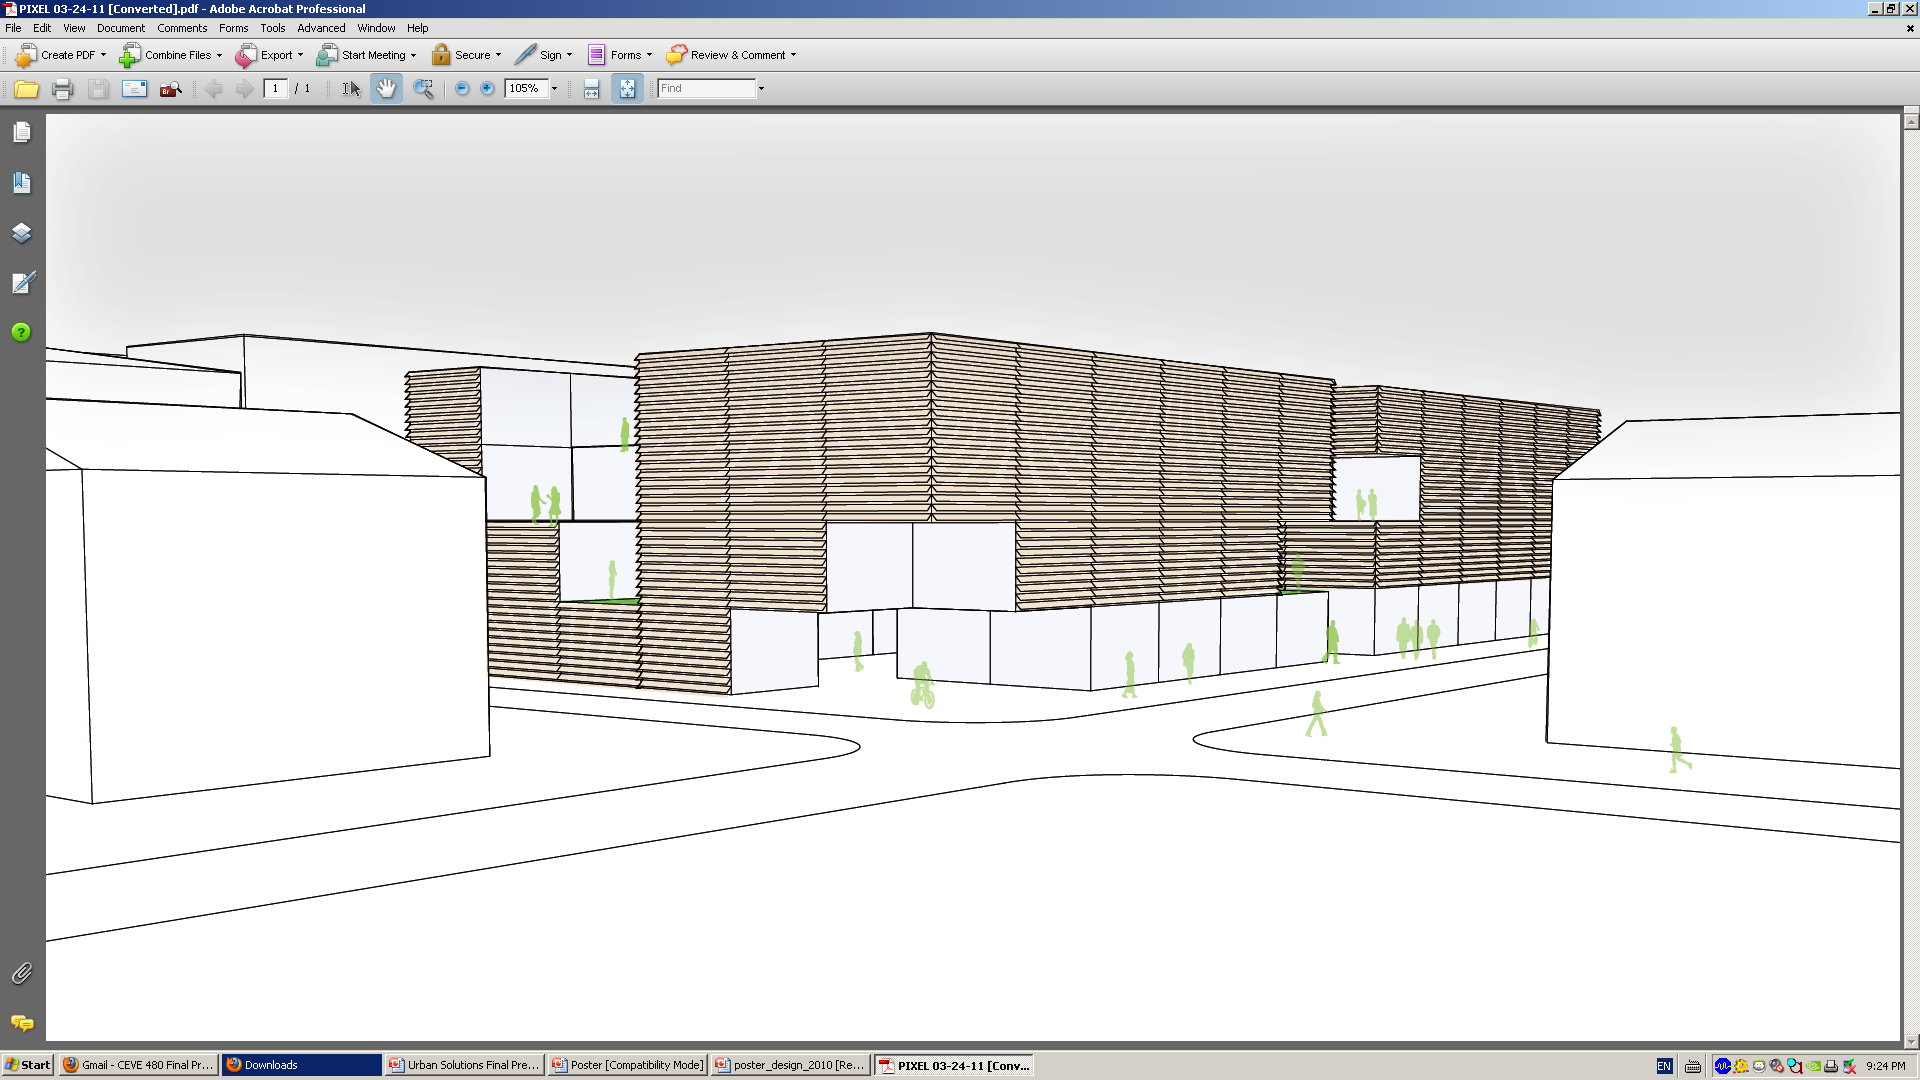 PIXEL 03-24-11 [Converted].pdf - Adobe Acrobat Professional
File Edit View Document Comments Forms Tools Advanced Window Help
Create PDF Combine Files Export Start Meeting Secure Sign Forms Review & Comment
1 / 1 105% Find
Start Gmail - CEVE 480 Final Pr... Downloads Urban Solutions Final Pre... Poster [Compatibility Mode] poster_design_2010 [Re... PIXEL 03-24-11 [Conv... EN 9:24 PM